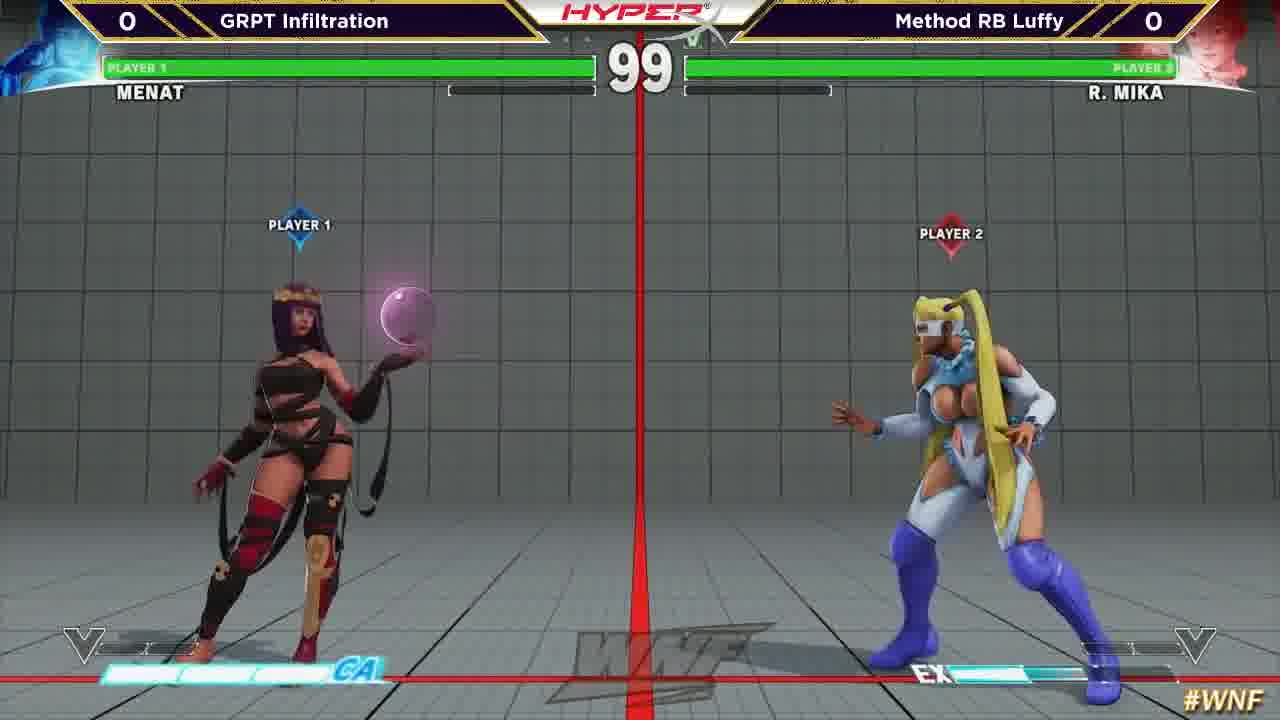 0 GRPT Infiltration HYPER X Method RB Luffy 0
PLAYER 1 99 PLAYER 2
MENAT R. MIKA
PLAYER 1
PLAYER 2
V V
CA EX
WNF
#WNF